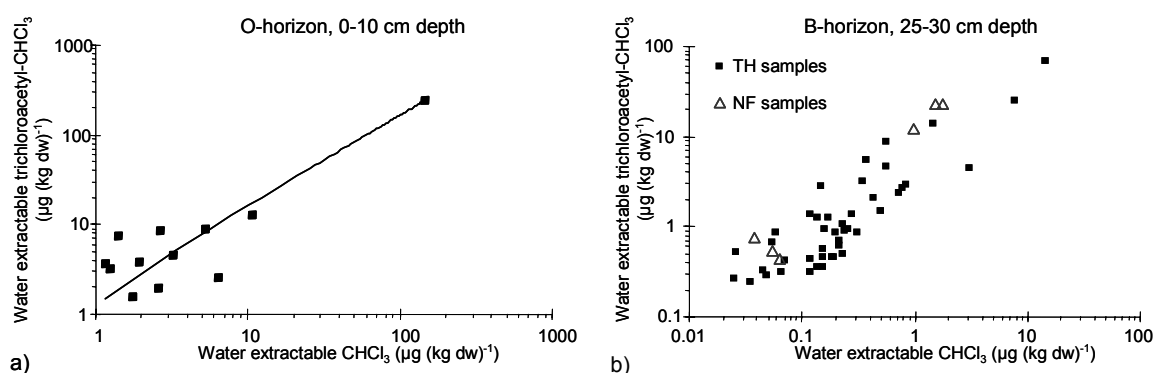 O-horizon, 0-10 cm depth
Water extractable trichloroacetyl-CHCl₃
(µg (kg dw)⁻¹
1000
100
10
1
1
10
100
1000
Water extractable CHCl₃ (µg (kg dw)⁻¹)
a)
B-horizon, 25-30 cm depth
Water extractable trichloroacetyl-CHCl₃
(µg (kg dw)⁻¹
100
10
1
0.1
TH samples
NF samples
0.01
0.1
1
10
100
Water extractable CHCl₃ (µg (kg dw)⁻¹)
b)